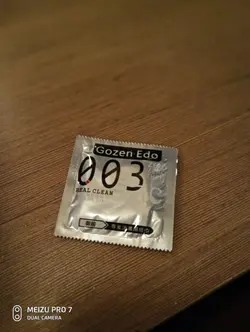 Gozen Edo
003
REAL CLEAN
MEIZU PRO 7
DUAL CAMERA